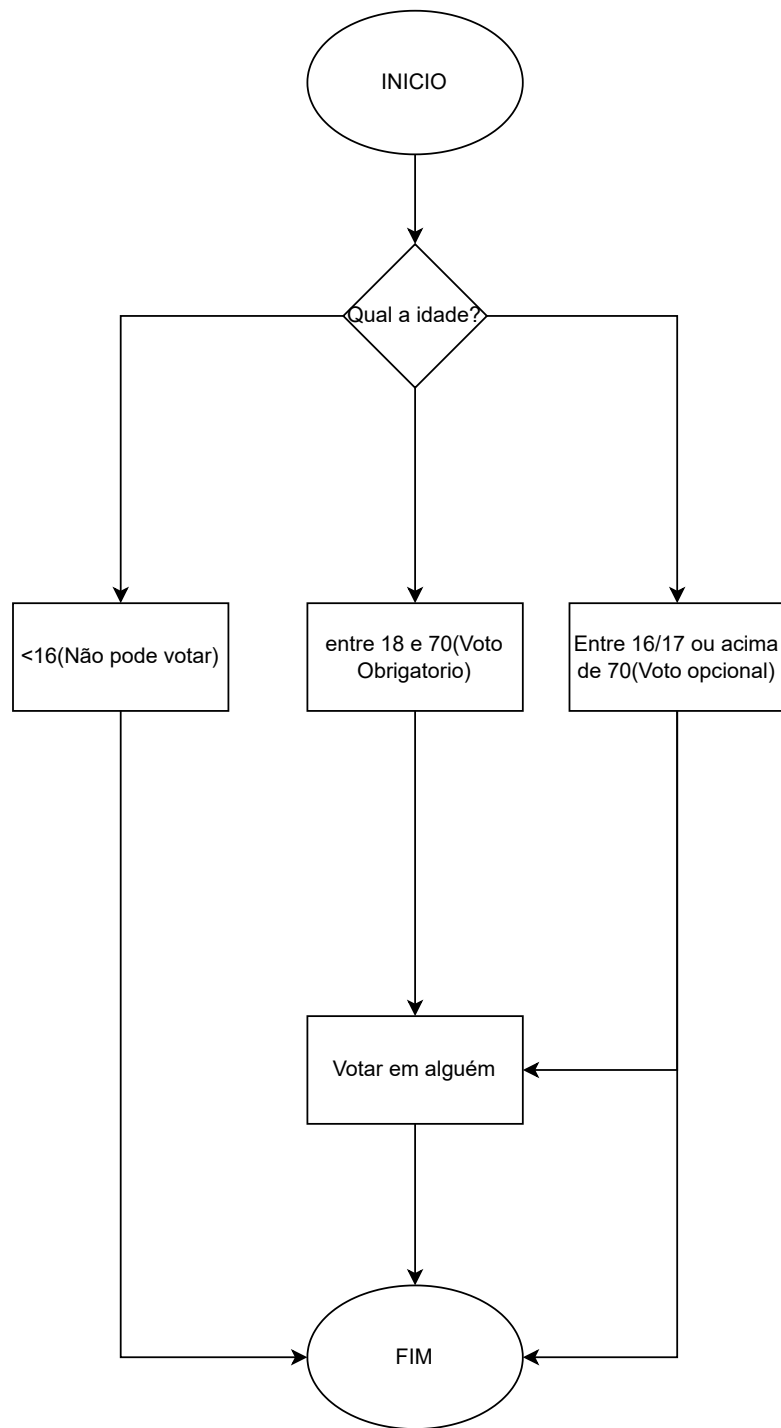 INICIO
Qual a idade?
<16(Não pode votar)
entre 18 e 70(Voto
Obrigatorio)
Entre 16/17 ou acima
de 70(Voto opcional)
Votar em alguém
FIM